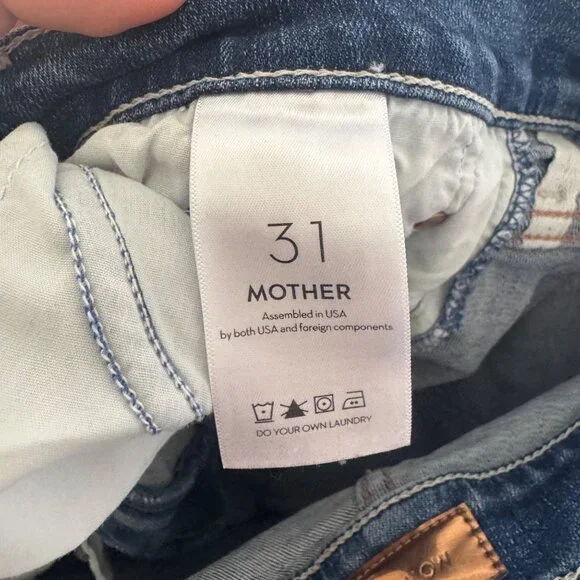 31
MOTHER
Assembled in USA
by both USA and foreign components
DO YOUR OWN LAUNDRY